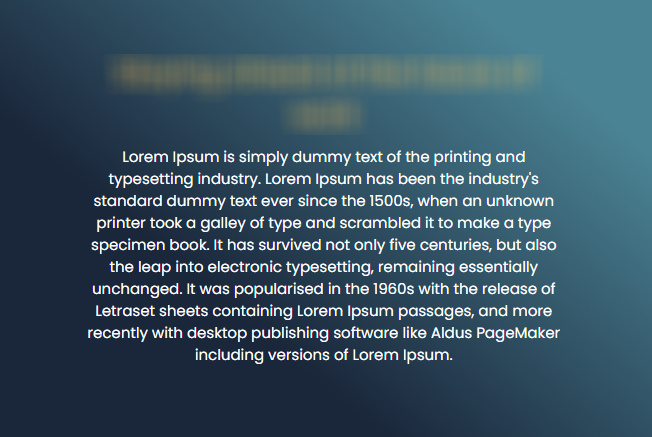 Lorem Ipsum is simply dummy text of the printing and
typesetting industry. Lorem Ipsum has been the industry's
standard dummy text ever since the 1500s, when an unknown
printer took a galley of type and scrambled it to make a type
specimen book. It has survived not only five centuries, but also
the leap into electronic typesetting, remaining essentially
unchanged. It was popularised in the 1960s with the release of
Letraset sheets containing Lorem Ipsum passages, and more
recently with desktop publishing software like Aldus PageMaker
including versions of Lorem Ipsum.